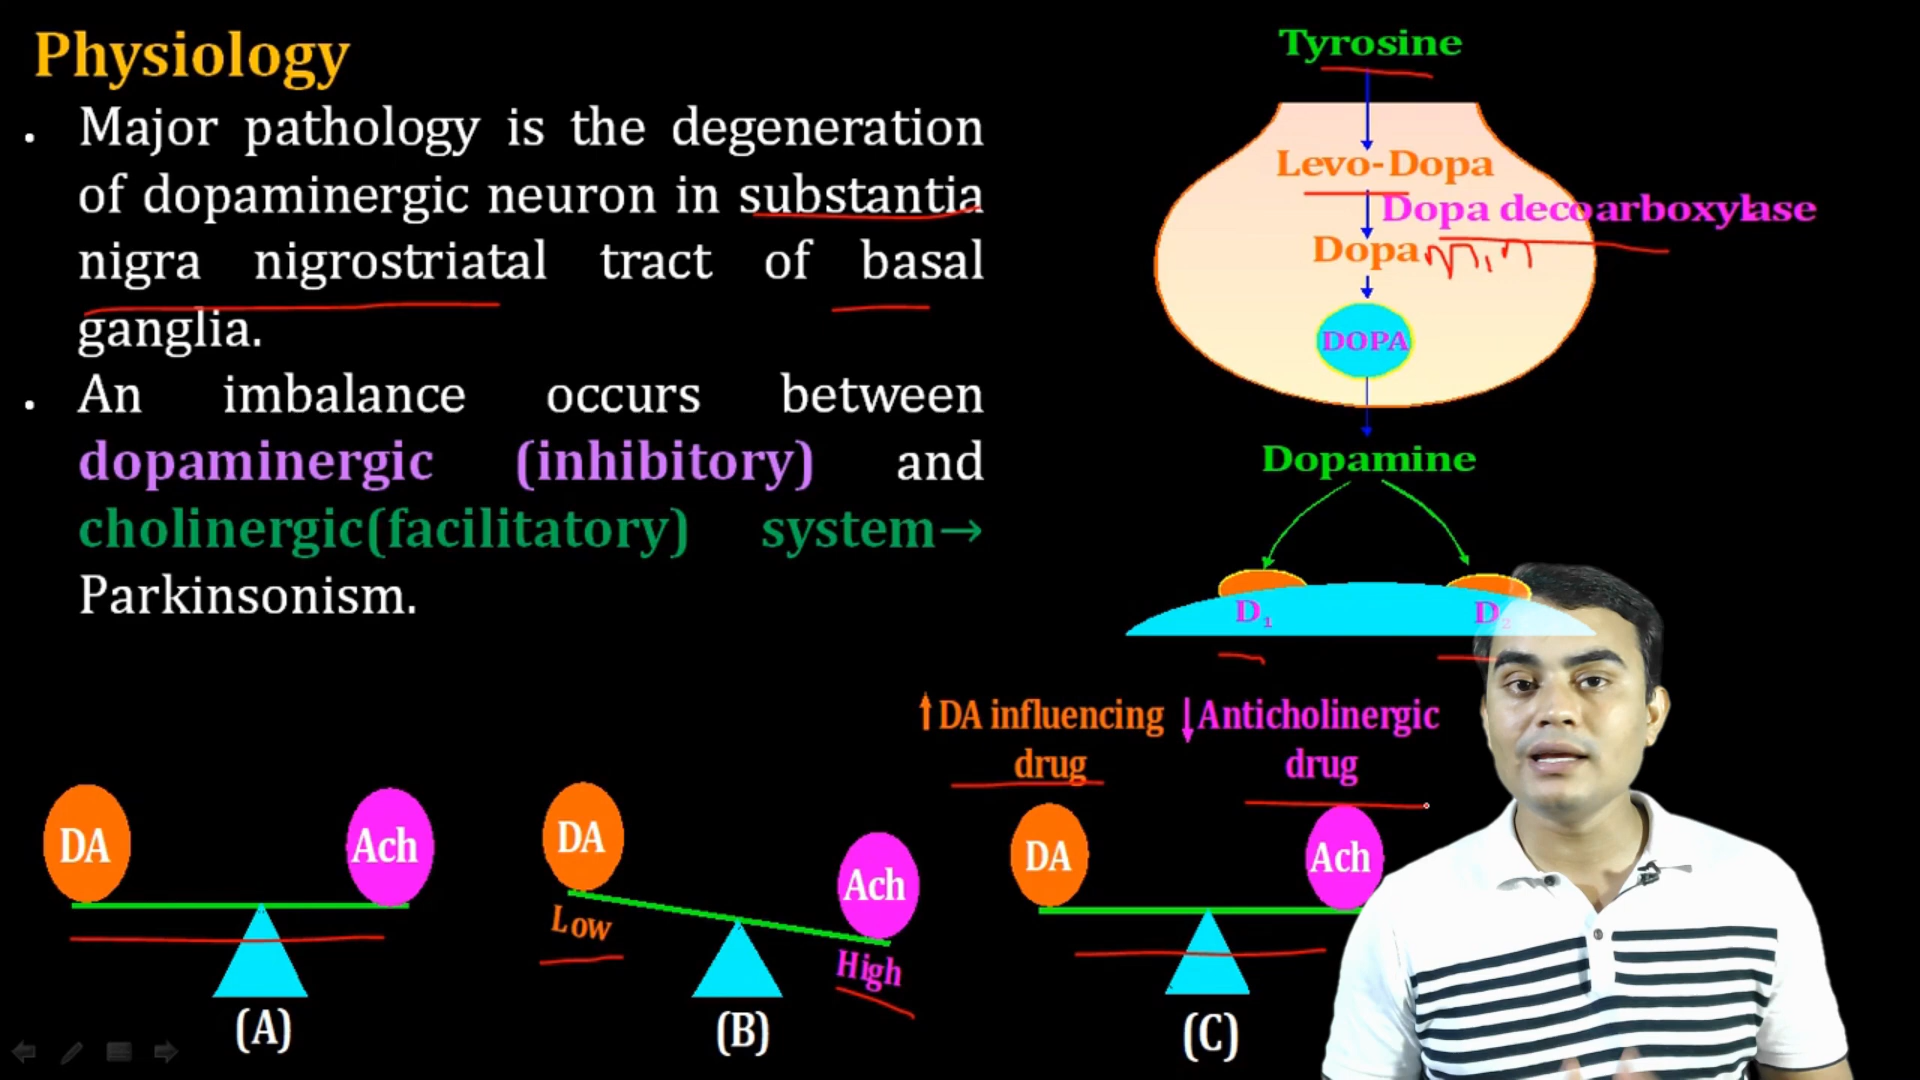 Physiology
• Major pathology is the degeneration
of dopaminergic neuron in substantia
nigra nigrostriatal tract of basal
ganglia.
• An imbalance occurs between
dopaminergic (inhibitory) and
cholinergic(facilitatory) system→
Parkinsonism.
Tyrosine
Levo-Dopa
Dopa decoarboxylase
Dopa
DOPA
Dopamine
D₁
D₂
↑DA influencing
drug
↓Anticholinergic
drug
DA
Ach
(A)
DA
Ach
Low
High
(B)
DA
Ach
(C)